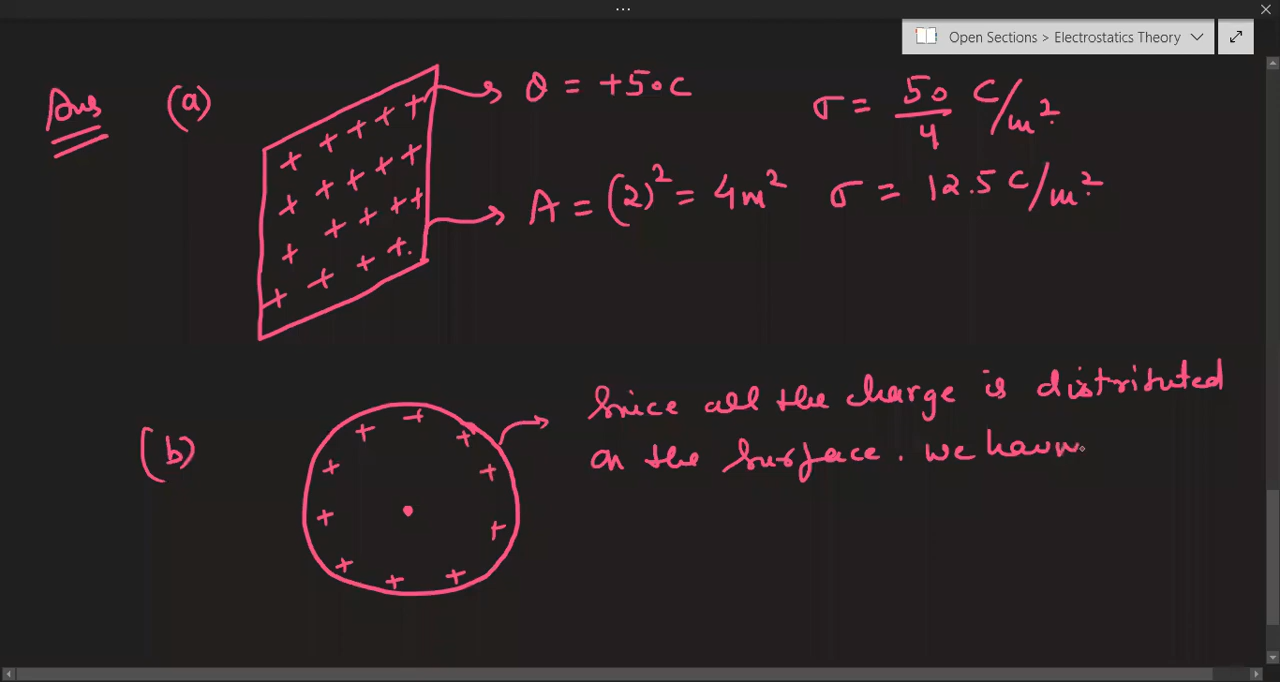 ...
Open Sections > Electrostatics Theory
Ans (a) Q = +50C σ = 50/4 C/m²
A = (2)² = 4m² σ = 12.5 C/m²
(b) Since all the charge is distributed
on the surface. we have